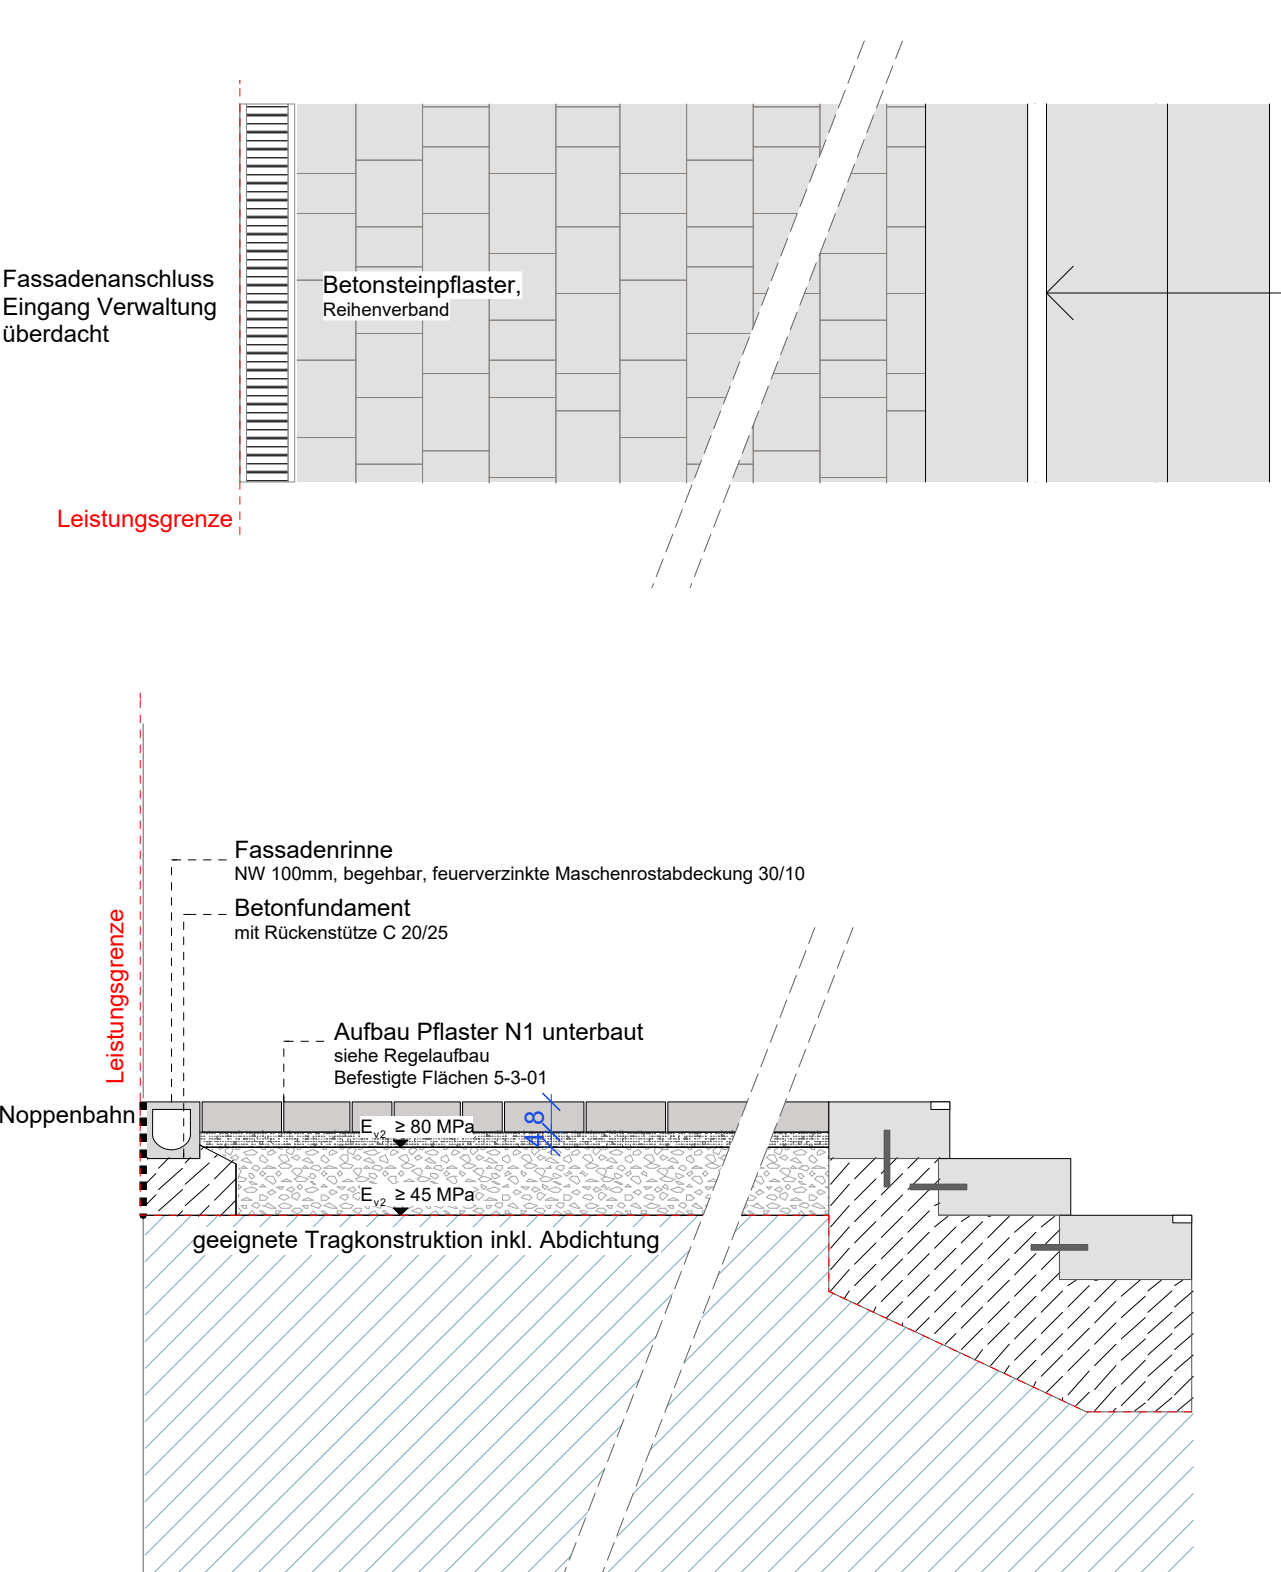 Fassadenanschluss
Eingang Verwaltung
überdacht
Betonsteinpflaster,
Reihenverband
Leistungsgrenze
Fassadenrinne
NW 100mm, begehbar, feuerverzinkte Maschenrostabdeckung 30/10
Betonfundament
mit Rückenstütze C 20/25
Leistungsgrenze
Aufbau Pflaster N1 unterbaut
siehe Regelaufbau
Befestigte Flächen 5-3-01
Noppenbahn
Ev2 ≥ 80 MPa
8
4
Ev2 ≥ 45 MPa
geeignete Tragkonstruktion inkl. Abdichtung